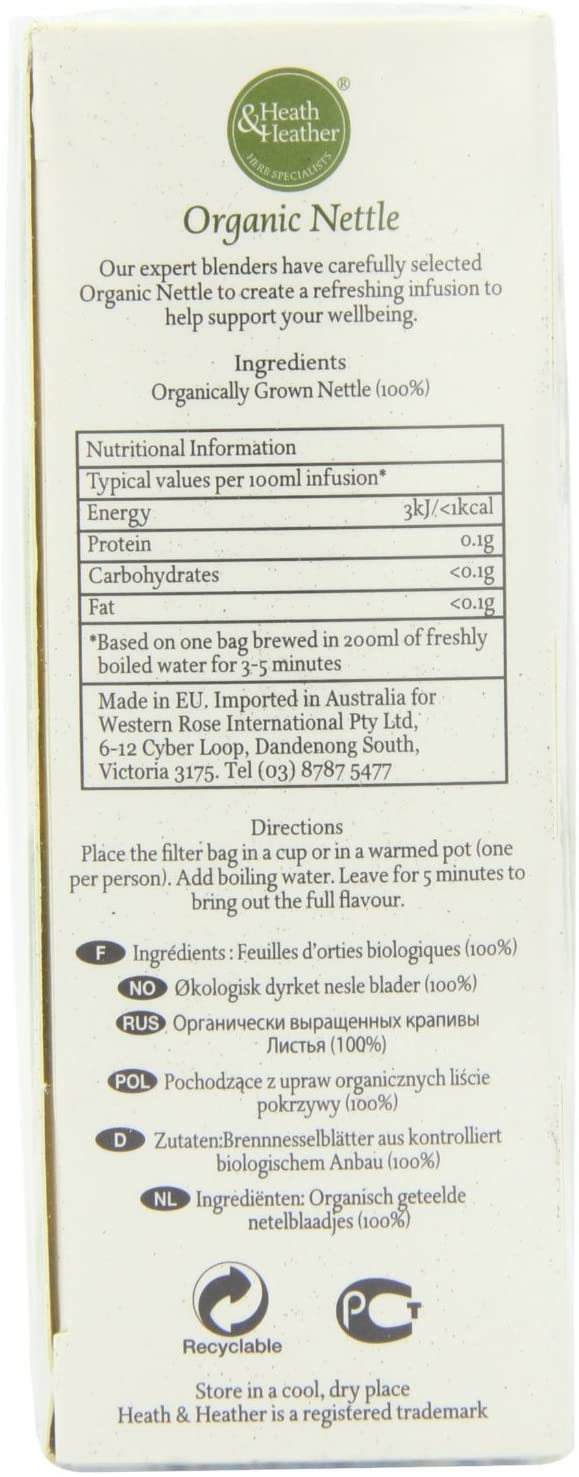 &Heath
Heather
®
HERB SPECIALISTS
Organic Nettle
Our expert blenders have carefully selected
Organic Nettle to create a refreshing infusion to
help support your wellbeing.
Ingredients
Organically Grown Nettle (100%)
Nutritional Information
Typical values per 100ml infusion*
Energy 3kJ/<1kcal
Protein 0.1g
Carbohydrates <0.1g
Fat <0.1g
*Based on one bag brewed in 200ml of freshly
boiled water for 3-5 minutes
Made in EU. Imported in Australia for
Western Rose International Pty Ltd,
6-12 Cyber Loop, Dandenong South,
Victoria 3175. Tel (03) 8787 5477
Directions
Place the filter bag in a cup or in a warmed pot (one
per person). Add boiling water. Leave for 5 minutes to
bring out the full flavour.
F Ingrédients : Feuilles d'orties biologiques (100%)
NO Økologisk dyrket nesle blader (100%)
RUS Органически выращенных крапивы
Листья (100%)
POL Pochodzące z upraw organicznych liście
pokrzywy (100%)
D Zutaten:Brennnesselblätter aus kontrolliert
biologischem Anbau (100%)
NL Ingrediënten: Organisch geteelde
netelblaadjes (100%)
РСТ
Recyclable
Store in a cool, dry place
Heath & Heather is a registered trademark